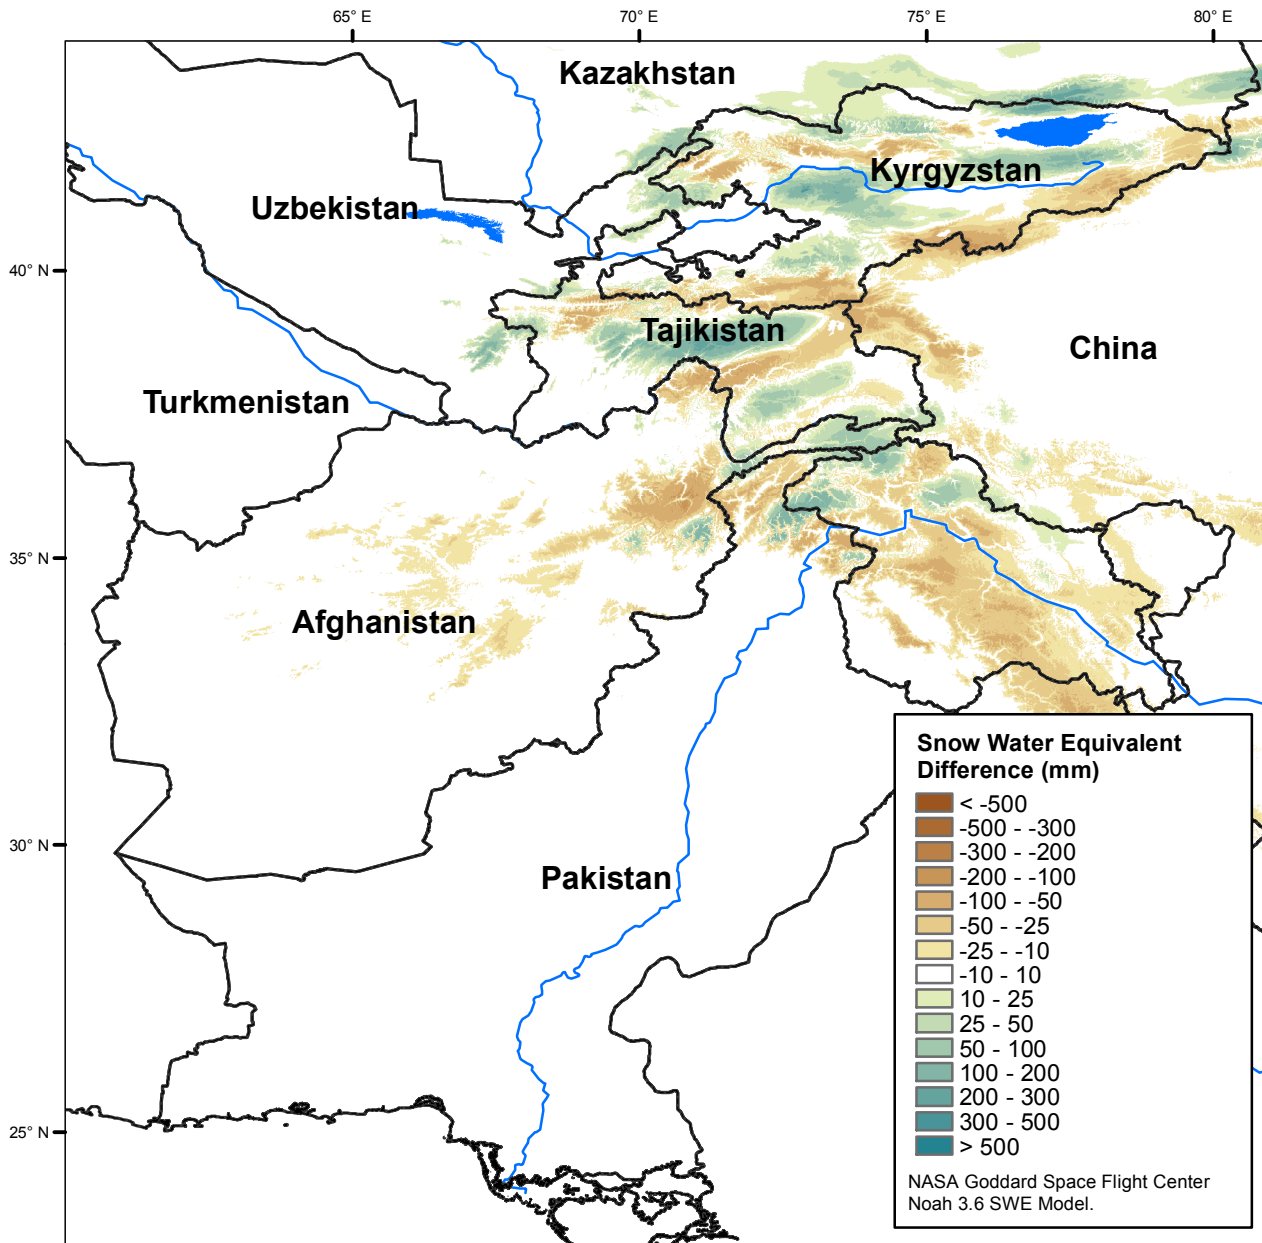 65° E
70° E
75° E
80° E
Kazakhstan
Kyrgyzstan
Uzbekistan
40° N
Tajikistan
China
Turkmenistan
35° N
Afghanistan
30° N
Pakistan
25° N
Snow Water Equivalent
Difference (mm)
< -500
-500 - -300
-300 - -200
-200 - -100
-100 - -50
-50 - -25
-25 - -10
-10 - 10
10 - 25
25 - 50
50 - 100
100 - 200
200 - 300
300 - 500
> 500
NASA Goddard Space Flight Center
Noah 3.6 SWE Model.